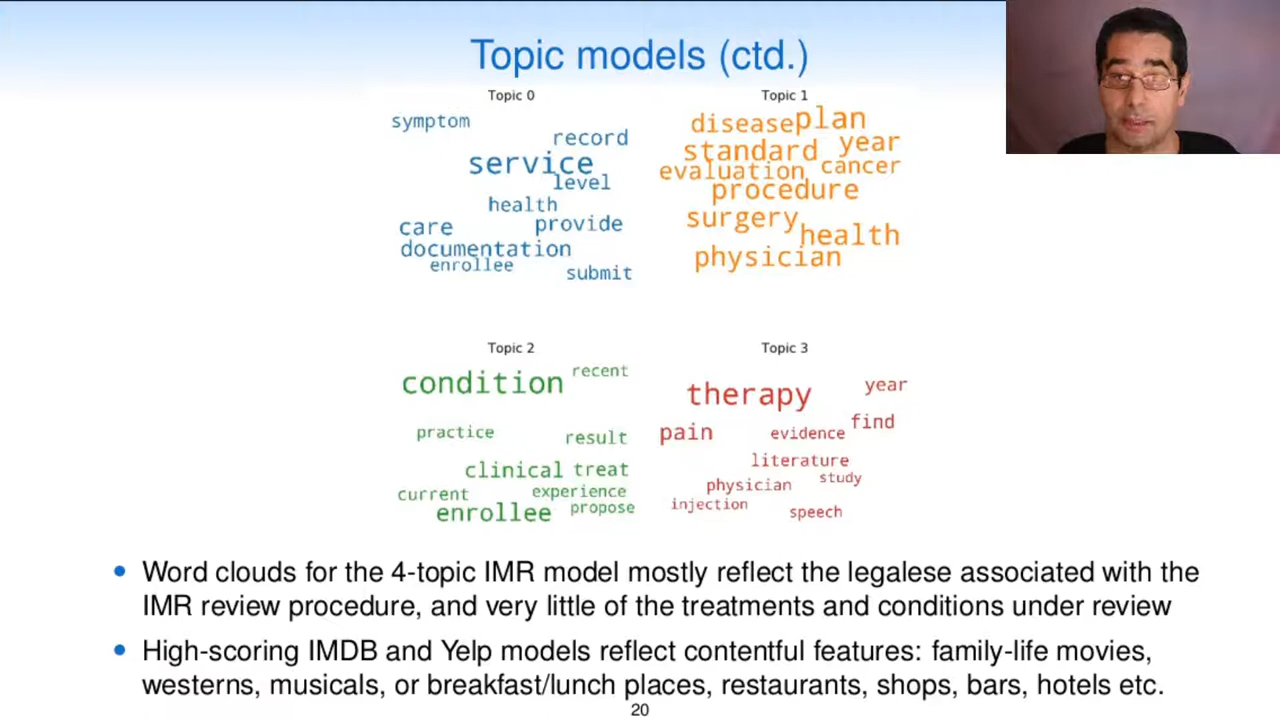 Topic models (ctd.)
Topic 0
symptom
record
service
level
health
care
provide
documentation
enrollee
submit
Topic 1
disease
plan
standard
year
evaluation
cancer
procedure
surgery
health
physician
Topic 2
condition
recent
practice
result
clinical
treat
current
experience
enrollee
propose
Topic 3
therapy
year
pain
evidence
find
literature
physician
study
injection
speech
• Word clouds for the 4-topic IMR model mostly reflect the legalese associated with the
IMR review procedure, and very little of the treatments and conditions under review
• High-scoring IMDB and Yelp models reflect contentful features: family-life movies,
westerns, musicals, or breakfast/lunch places, restaurants, shops, bars, hotels etc.
20